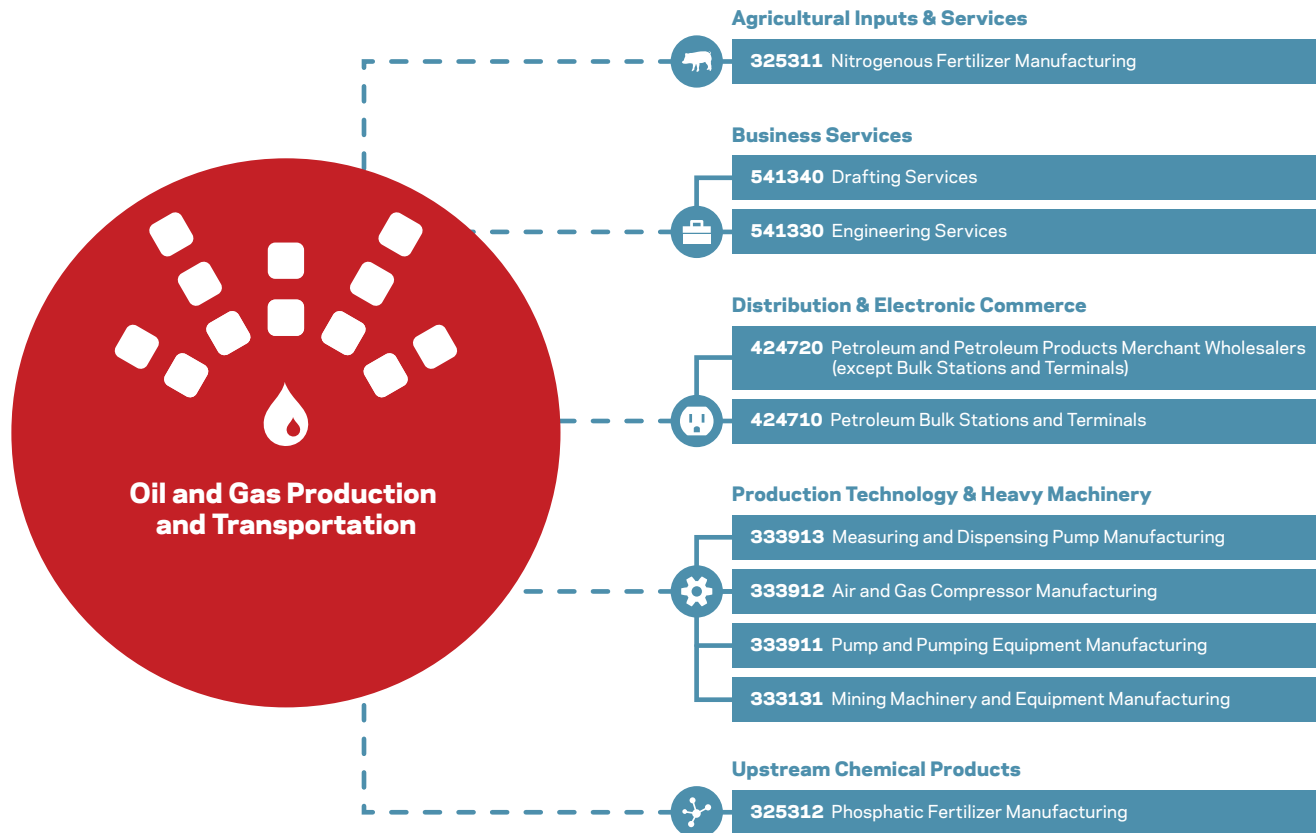 Agricultural Inputs & Services
325311 Nitrogenous Fertilizer Manufacturing
Business Services
541340 Drafting Services
541330 Engineering Services
Distribution & Electronic Commerce
424720 Petroleum and Petroleum Products Merchant Wholesalers
(except Bulk Stations and Terminals)
424710 Petroleum Bulk Stations and Terminals
Oil and Gas Production
and Transportation
Production Technology & Heavy Machinery
333913 Measuring and Dispensing Pump Manufacturing
333912 Air and Gas Compressor Manufacturing
333911 Pump and Pumping Equipment Manufacturing
333131 Mining Machinery and Equipment Manufacturing
Upstream Chemical Products
325312 Phosphatic Fertilizer Manufacturing